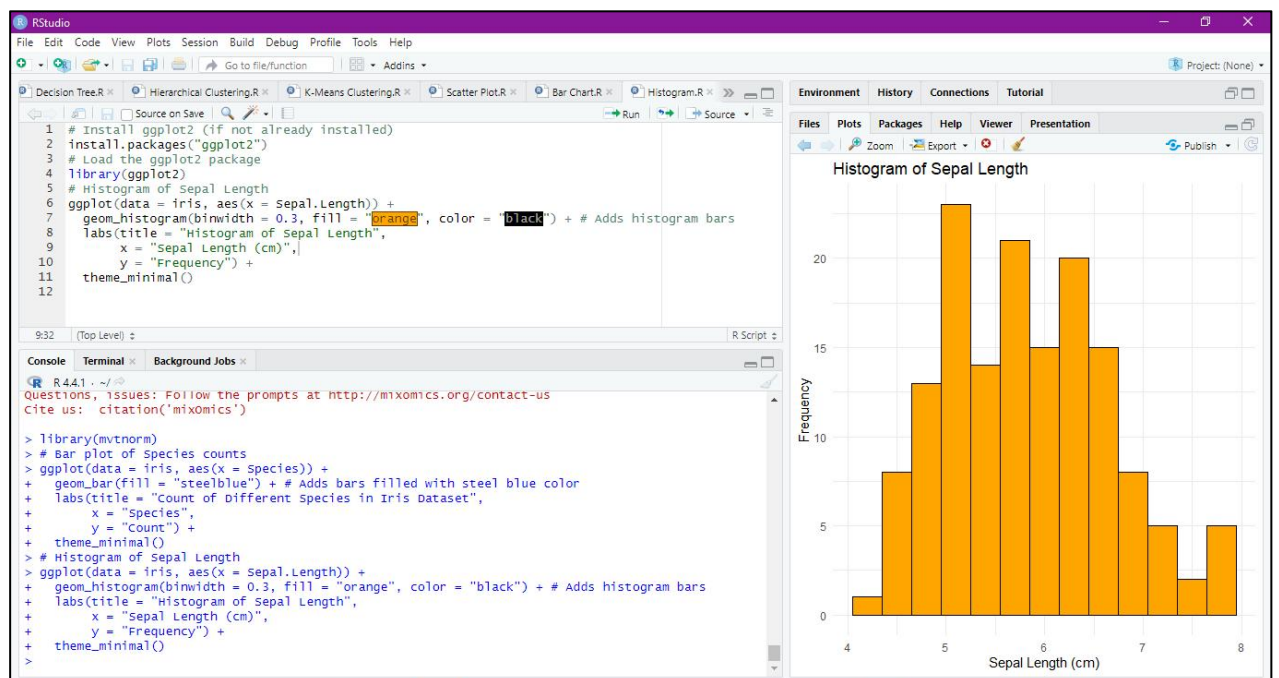 RStudio
File Edit Code View Plots Session Build Debug Profile Tools Help
Go to file/function Addins Project: (None)
Decision Tree.R Hierarchical Clustering.R K-Means Clustering.R Scatter Plot.R Bar Chart.R Histogram.R
Source on Save Run Source
1 # Install ggplot2 (if not already installed)
2 install.packages("ggplot2")
3 # Load the ggplot2 package
4 library(ggplot2)
5 # Histogram of Sepal Length
6 ggplot(data = iris, aes(x = Sepal.Length)) +
7 geom_histogram(binwidth = 0.3, fill = "orange", color = "black") + # Adds histogram bars
8 labs(title = "Histogram of Sepal Length",
9 x = "Sepal Length (cm)",
10 y = "Frequency") +
11 theme_minimal()
12
9:32 (Top Level) R Script
Console Terminal Background Jobs
R 4.4.1 · ~/
Questions, issues: Follow the prompts at http://mixomics.org/contact-us
Cite us: citation('mixOmics')
> library(mvtnorm)
> # Bar plot of Species counts
> ggplot(data = iris, aes(x = Species)) +
+ geom_bar(fill = "steelblue") + # Adds bars filled with steel blue color
+ labs(title = "Count of Different Species in Iris Dataset",
+ x = "Species",
+ y = "Count") +
+ theme_minimal()
> # Histogram of Sepal Length
> ggplot(data = iris, aes(x = Sepal.Length)) +
+ geom_histogram(binwidth = 0.3, fill = "orange", color = "black") + # Adds histogram bars
+ labs(title = "Histogram of Sepal Length",
+ x = "Sepal Length (cm)",
+ y = "Frequency") +
+ theme_minimal()
>
Environment History Connections Tutorial
Files Plots Packages Help Viewer Presentation
Zoom Export Publish
Histogram of Sepal Length
20
15
10
5
0
Frequency
4 5 6 7 8
Sepal Length (cm)